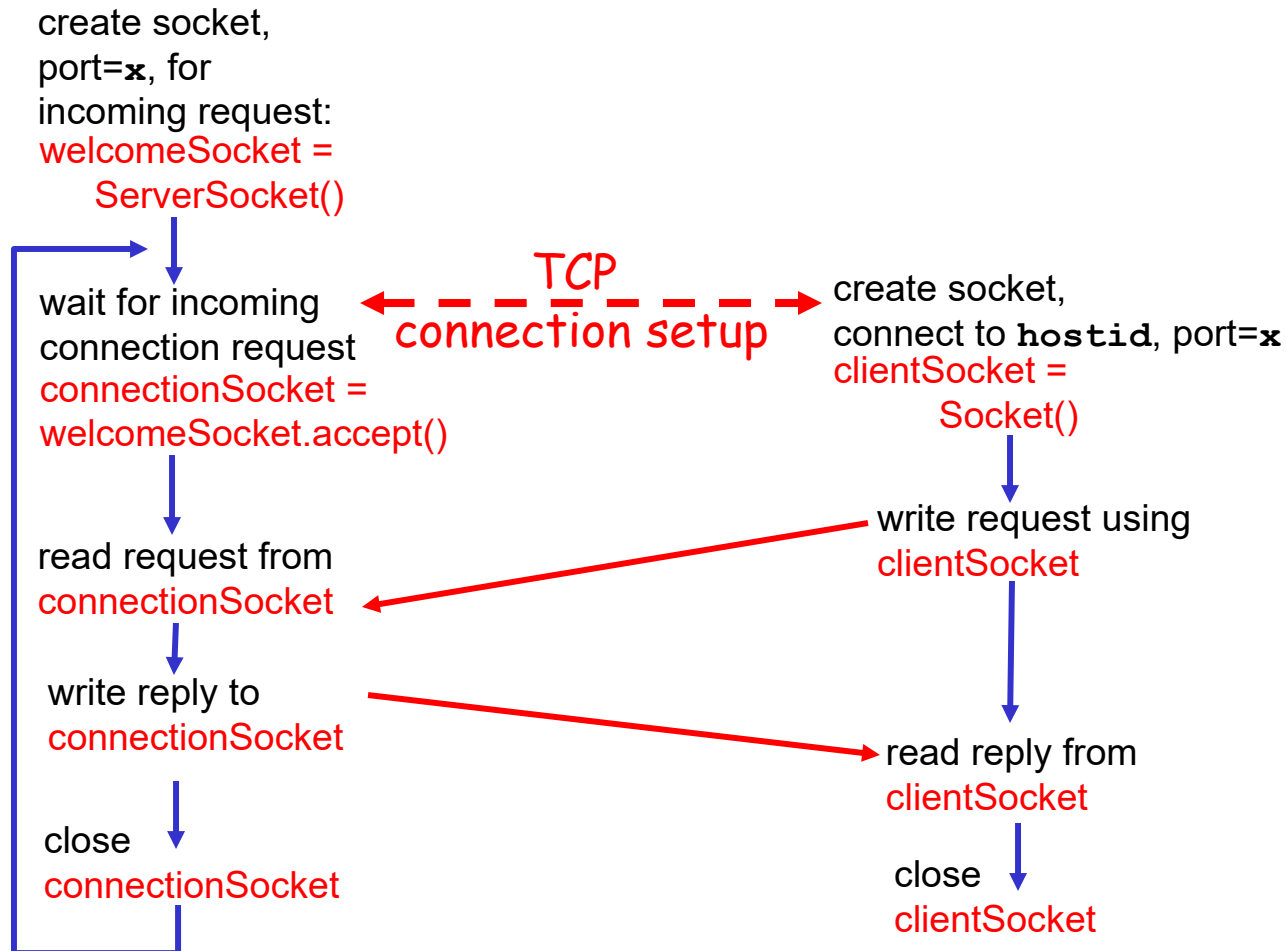 create socket,
port=x, for
incoming request:
welcomeSocket =
ServerSocket()
wait for incoming
connection request
connectionSocket =
welcomeSocket.accept()
read request from
connectionSocket
write reply to
connectionSocket
close
connectionSocket
TCP
connection setup
create socket,
connect to hostid, port=x
clientSocket =
Socket()
write request using
clientSocket
read reply from
clientSocket
close
clientSocket